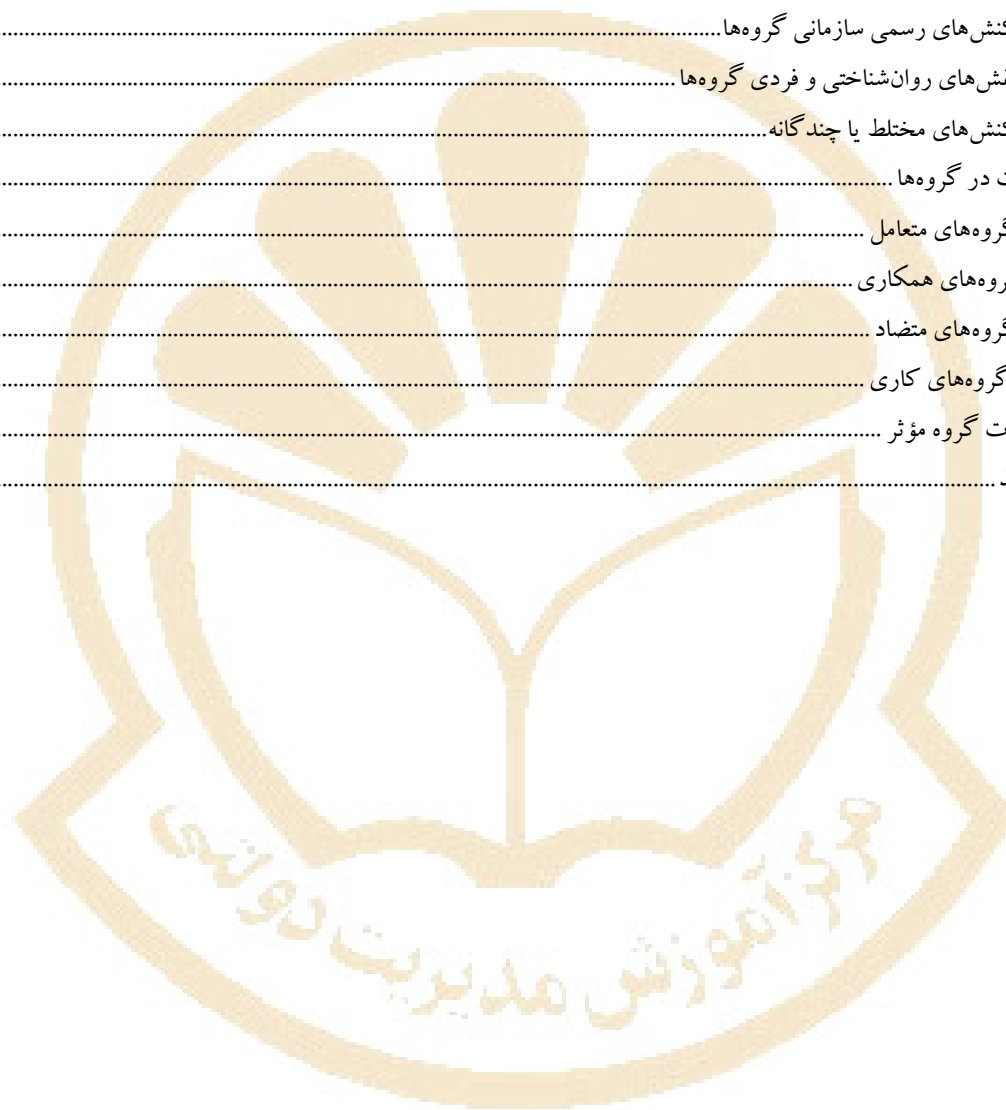 کنش‌های رسمی سازمانی گروه‌ها
کنش‌های روان‌شناختی و فردی گروه‌ها
کنش‌های مختلط یا چندگانه
در گروه‌ها
گروه‌های متعامل
گروه‌های همکاری
گروه‌های متضاد
گروه‌های کاری
گروه مؤثر
مرکز آموزش مدیریت دولتی